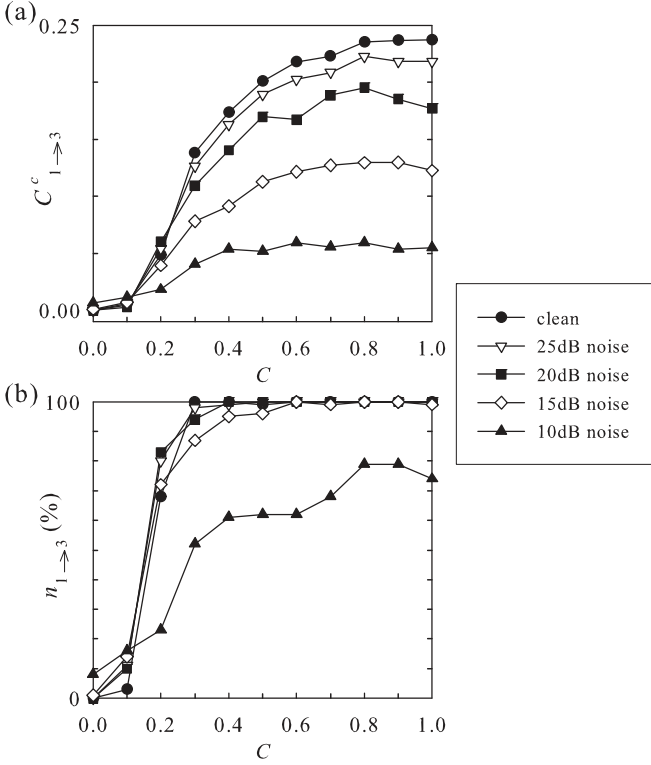 (a)
0.25
C^c_{1→3}
0.00
0.0 0.2 0.4 0.6 0.8 1.0
C
clean
25dB noise
20dB noise
15dB noise
10dB noise
(b)
100
n_{1→3} (%)
0
0.0 0.2 0.4 0.6 0.8 1.0
C